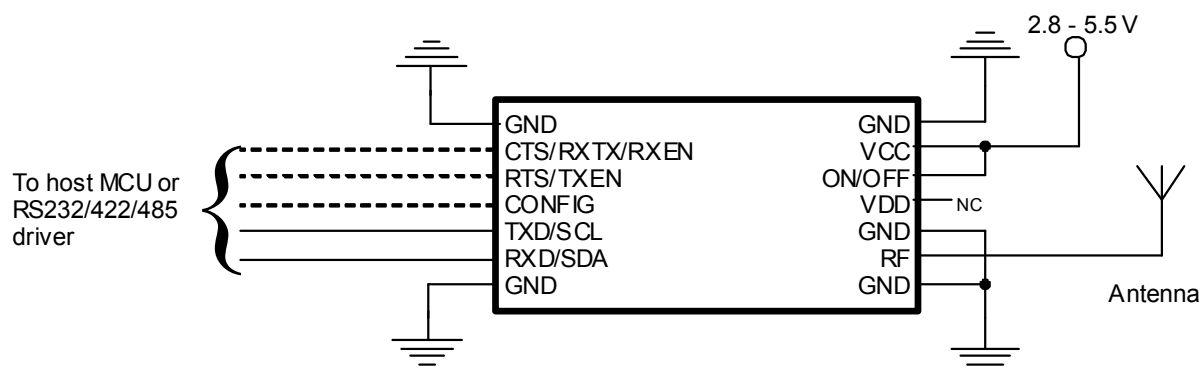 2.8 - 5.5 V
GND
CTS/RXTX/RXEN
RTS/TXEN
CONFIG
TXD/SCL
RXD/SDA
GND
GND
VCC
ON/OFF
VDD
GND
RF
GND
NC
To host MCU or
RS232/422/485
driver
Antenna